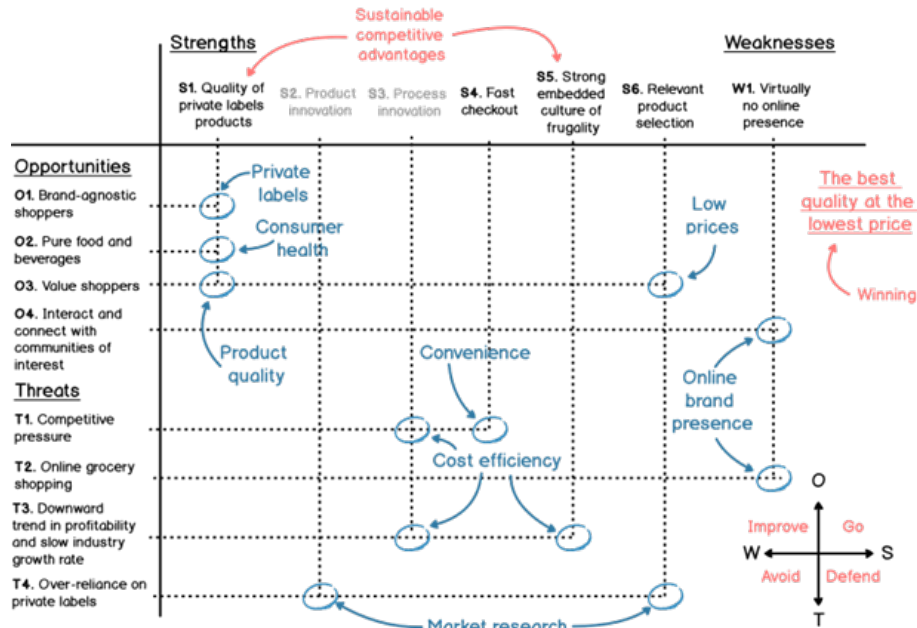 Sustainable
competitive
advantages
Strengths
Weaknesses
S1. Quality of
private labels
products
S2. Product
innovation
S3. Process
innovation
S4. Fast
checkout
S5. Strong
embedded
culture of
frugality
S6. Relevant
product
selection
W1. Virtually
no online
presence
Opportunities
O1. Brand-agnostic
shoppers
O2. Pure food and
beverages
O3. Value shoppers
O4. Interact and
connect with
communities of
interest
Private
labels
Consumer
health
Product
quality
Low
prices
The best
quality at the
lowest price
Winning
Convenience
Online
brand
presence
Threats
T1. Competitive
pressure
T2. Online grocery
shopping
T3. Downward
trend in profitability
and slow industry
growth rate
T4. Over-reliance on
private labels
Cost efficiency
Market research
O
Improve
Go
W
S
Avoid
Defend
T